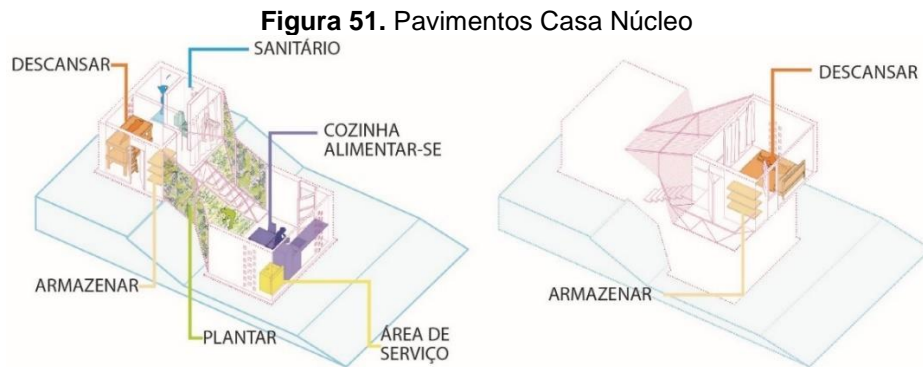 Figura 51. Pavimentos Casa Núcleo
SANITÁRIO
DESCANSAR
COZINHA
ALIMENTAR-SE
ARMAZENAR
PLANTAR
ÁREA DE
SERVIÇO
DESCANSAR
ARMAZENAR